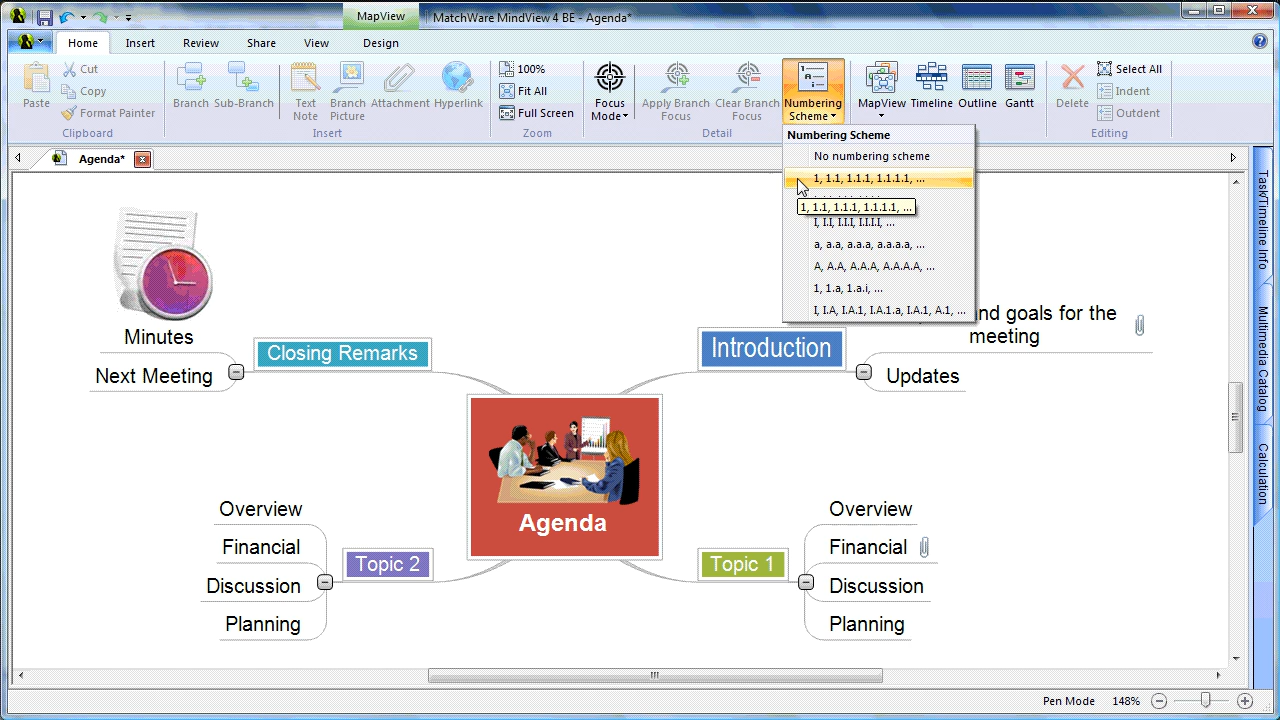 MapView
MatchWare MindView 4 BE - Agenda*
Home
Insert
Review
Share
View
Design
Paste
Cut
Copy
Format Painter
Clipboard
Branch
Sub-Branch
Text Note
Branch Picture
Attachment
Hyperlink
Insert
100%
Fit All
Full Screen
Zoom
Focus Mode
Apply Branch Focus
Clear Branch Focus
Numbering Scheme
Detail
MapView
Timeline
Outline
Gantt
Delete
Select All
Indent
Outdent
Editing
Agenda*
Numbering Scheme
No numbering scheme
1, 1.1, 1.1.1, 1.1.1.1, ...
1, 1.1, 1.1.1, 1.1.1.1, ...
I, I.I, I.I.I, I.I.I.I, ...
a, a.a, a.a.a, a.a.a.a, ...
A, A.A, A.A.A, A.A.A.A, ...
1, 1.a, 1.a.i, ...
I, I.A, I.A.1, I.A.1.a, I.A.1, A.1, ...
Task/Timeline Info
Multimedia Catalog
Calculation
Minutes
Next Meeting
Closing Remarks
Introduction
and goals for the
meeting
Updates
Agenda
Overview
Financial
Discussion
Planning
Topic 2
Topic 1
Overview
Financial
Discussion
Planning
Pen Mode
148%